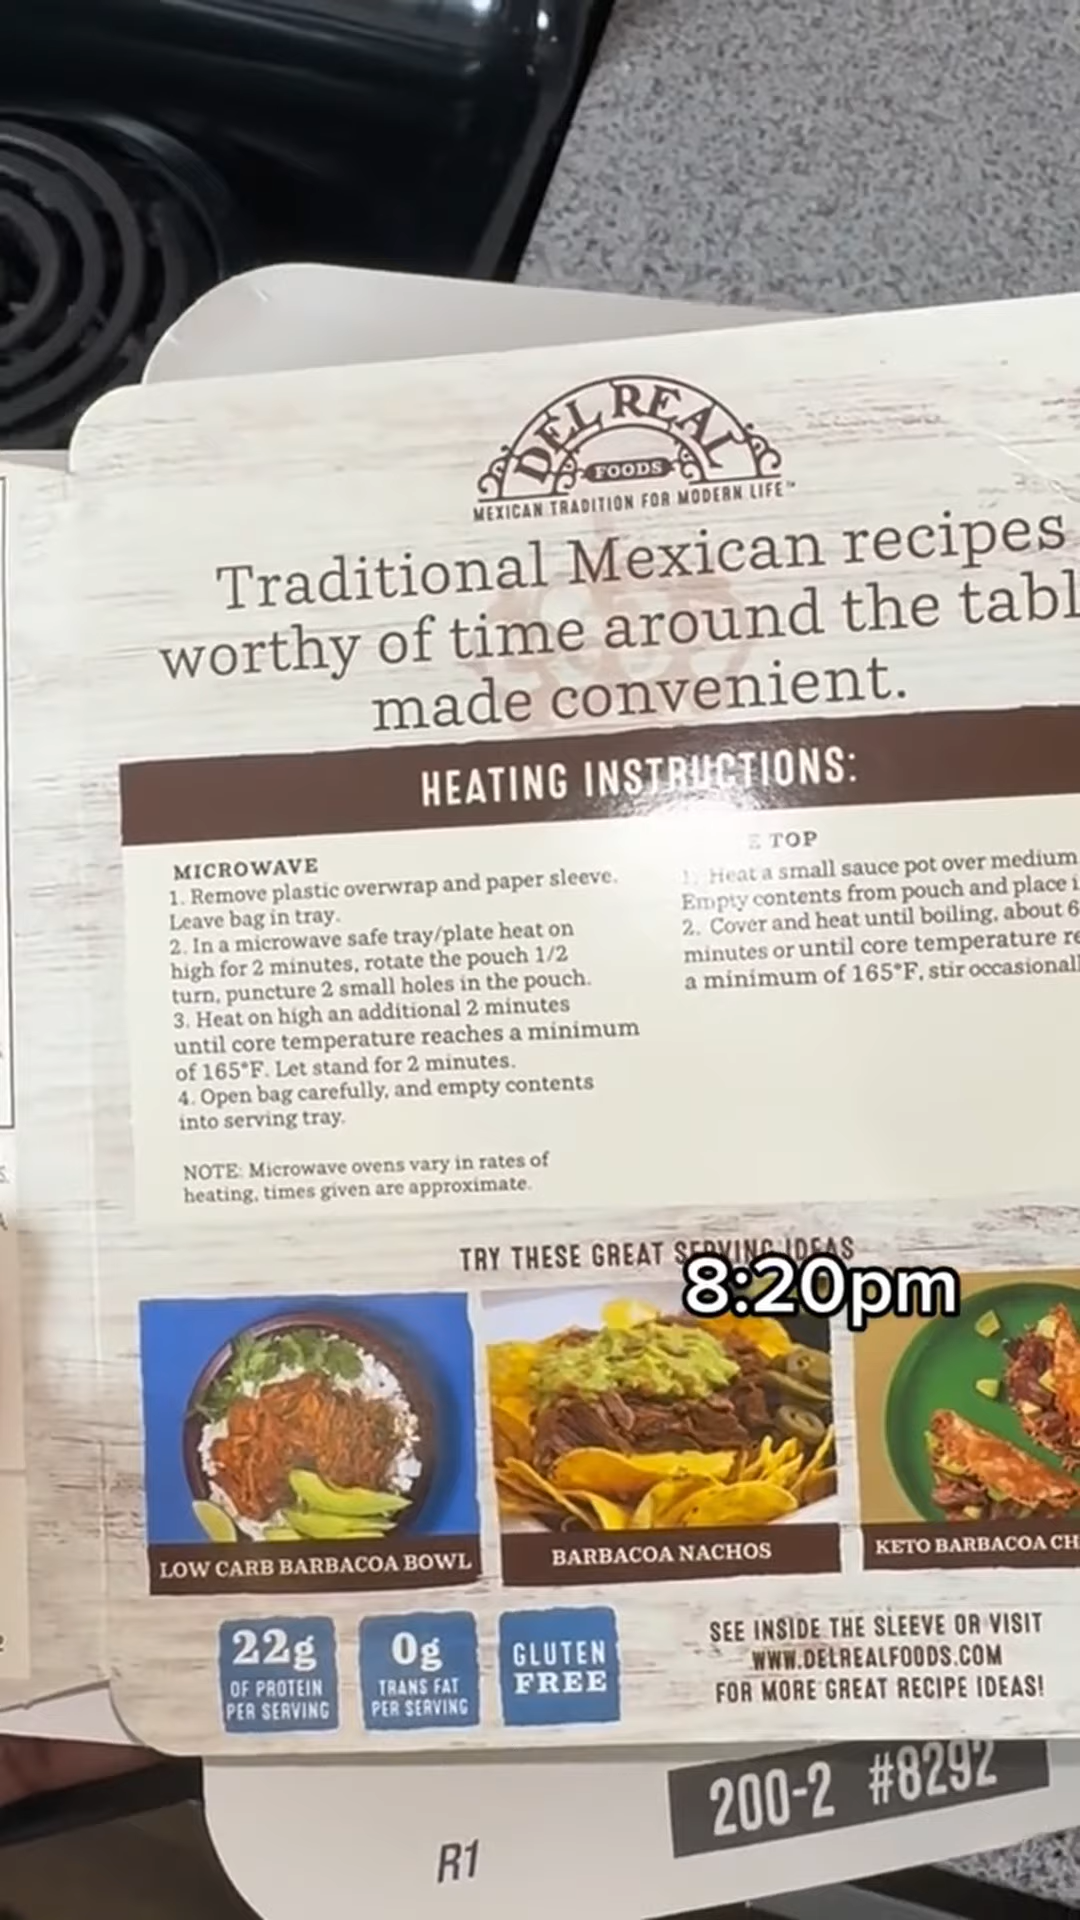 DEL REAL
FOODS
MEXICAN TRADITION FOR MODERN LIFE™
Traditional Mexican recipes
worthy of time around the
made convenient.
HEATING INSTRUCTIONS:
MICROWAVE
1. Remove plastic overwrap and paper sleeve.
Leave bag in tray.
2. In a microwave safe tray/plate heat on
high for 2 minutes, rotate the pouch 1/2
turn, puncture 2 small holes in the pouch.
3. Heat on high an additional 2 minutes
until core temperature reaches a minimum
of 165°F. Let stand for 2 minutes.
4. Open bag carefully, and empty contents
into serving tray.
NOTE: Microwave ovens vary in rates of
heating, times given are approximate.
TOP
1. Heat a small sauce pot over medium
Empty contents from pouch and place
2. Cover and heat until boiling, about
minutes or until core temperature
a minimum of 165°F, stir
TRY THESE GREAT SERVING IDEAS
8:20pm
LOW CARB BARBACOA BOWL
BARBACOA NACHOS
KETO BARBACOA
22g
OF PROTEIN
PER SERVING
0g
TRANS FAT
PER SERVING
GLUTEN
FREE
SEE INSIDE THE SLEEVE OR VISIT
WWW.DELREALFOODS.COM
FOR MORE GREAT RECIPE IDEAS!
200-2 #8292
R1